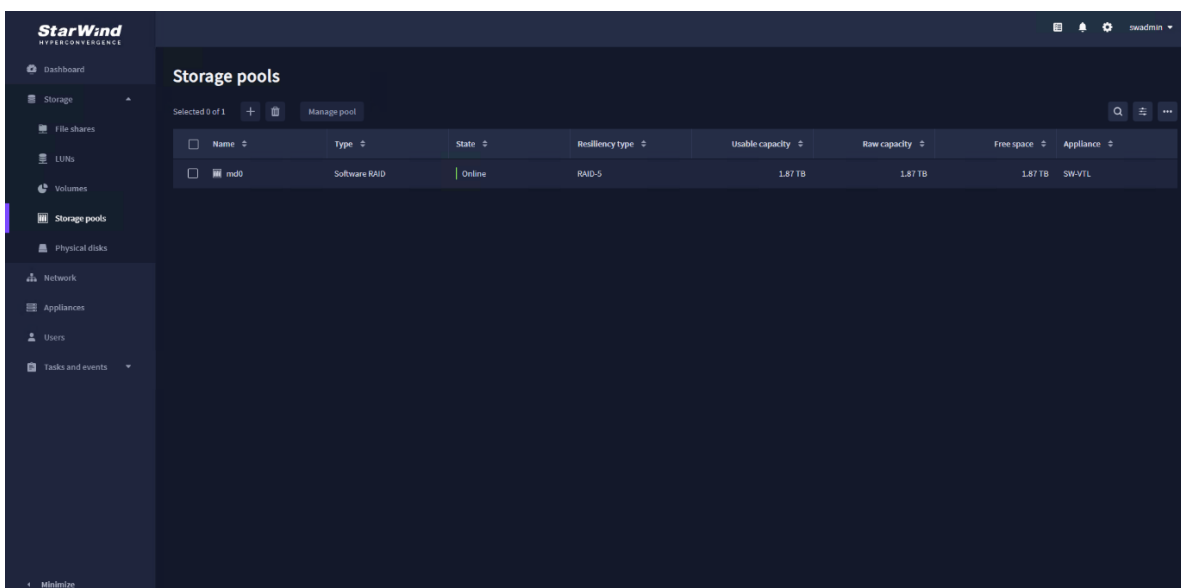 StarWind
HYPERCONVERGENCE
swadmin
Dashboard
Storage
File shares
LUNs
Volumes
Storage pools
Physical disks
Network
Appliances
Users
Tasks and events
Minimize
Storage pools
Selected 0 of 1 Manage pool
Name Type State Resiliency type Usable capacity Raw capacity Free space Appliance
md0 Software RAID Online RAID-5 1.87 TB 1.87 TB 1.87 TB SW-VTL